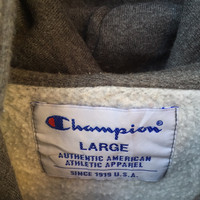 Champion
LARGE
AUTHENTIC AMERICAN
ATHLETIC APPAREL
SINCE 1919 U.S.A.